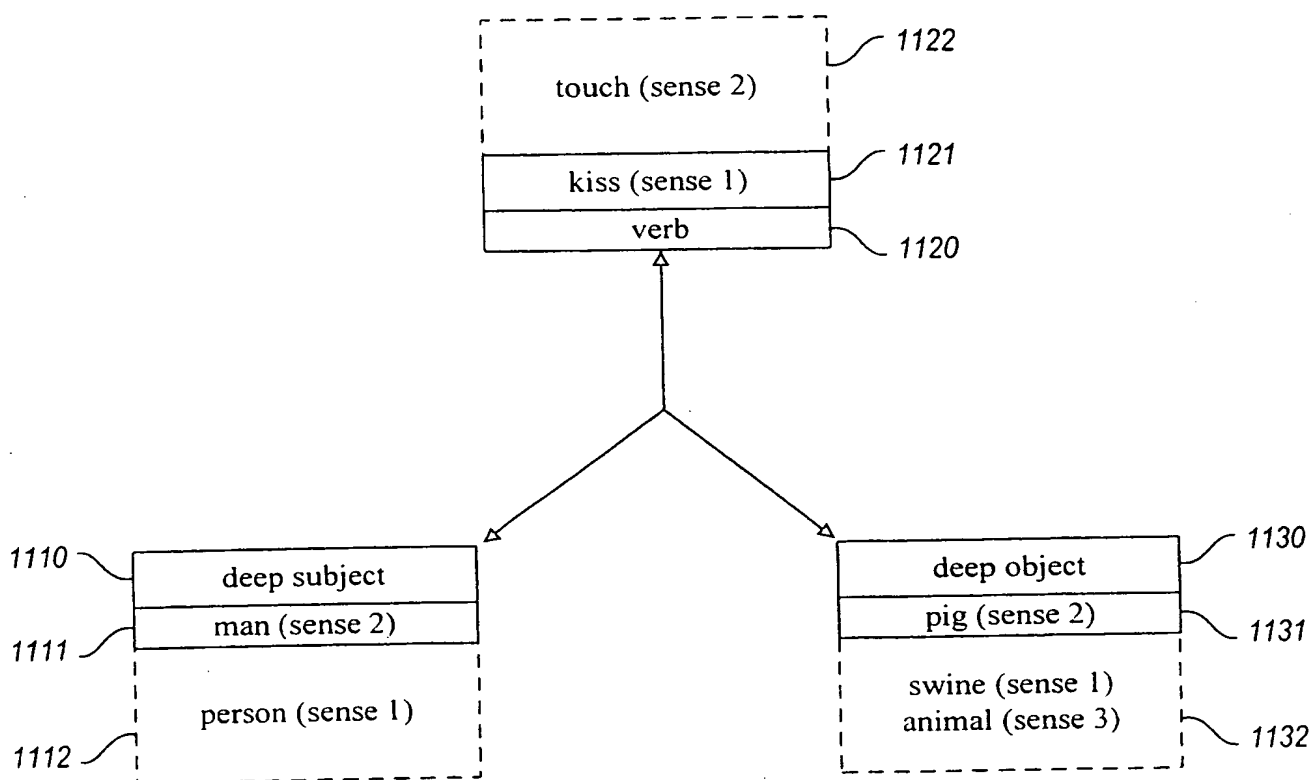 1122
touch (sense 2)
1121
kiss (sense 1)
verb
1120
1110
deep subject
1130
deep object
man (sense 2)
1111
pig (sense 2)
1131
person (sense 1)
1112
swine (sense 1)
animal (sense 3)
1132